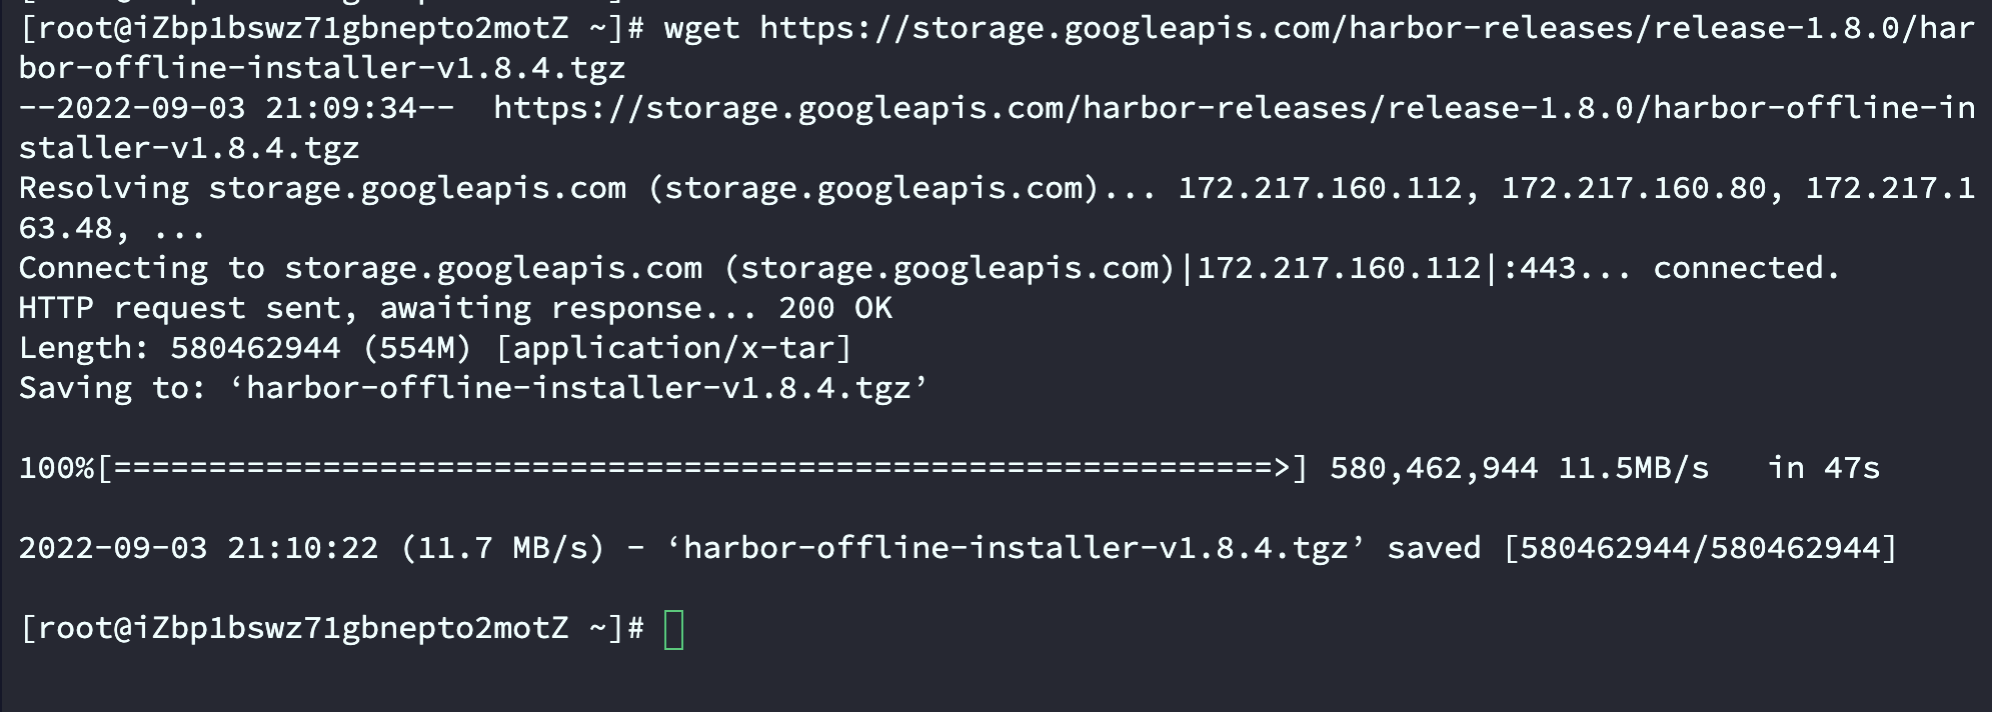 [root@iZbp1bswz71gbnepto2motZ ~]# wget https://storage.googleapis.com/harbor-releases/release-1.8.0/har
bor-offline-installer-v1.8.4.tgz
--2022-09-03 21:09:34--  https://storage.googleapis.com/harbor-releases/release-1.8.0/harbor-offline-in
staller-v1.8.4.tgz
Resolving storage.googleapis.com (storage.googleapis.com)... 172.217.160.112, 172.217.160.80, 172.217.1
63.48, ...
Connecting to storage.googleapis.com (storage.googleapis.com)|172.217.160.112|:443... connected.
HTTP request sent, awaiting response... 200 OK
Length: 580462944 (554M) [application/x-tar]
Saving to: ‘harbor-offline-installer-v1.8.4.tgz’
100%[=============================================================>] 580,462,944 11.5MB/s   in 47s
2022-09-03 21:10:22 (11.7 MB/s) - ‘harbor-offline-installer-v1.8.4.tgz’ saved [580462944/580462944]
[root@iZbp1bswz71gbnepto2motZ ~]#